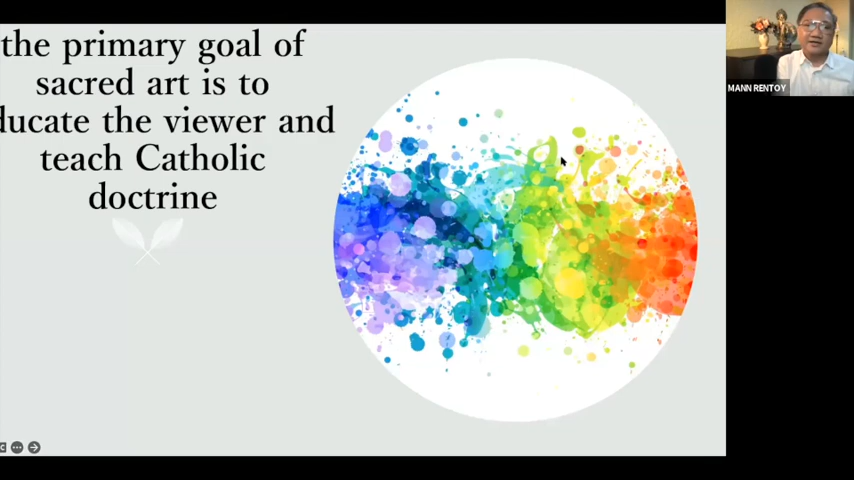 the primary goal of
sacred art is to
ducate the viewer and
teach Catholic
doctrine
MANN RENTOY